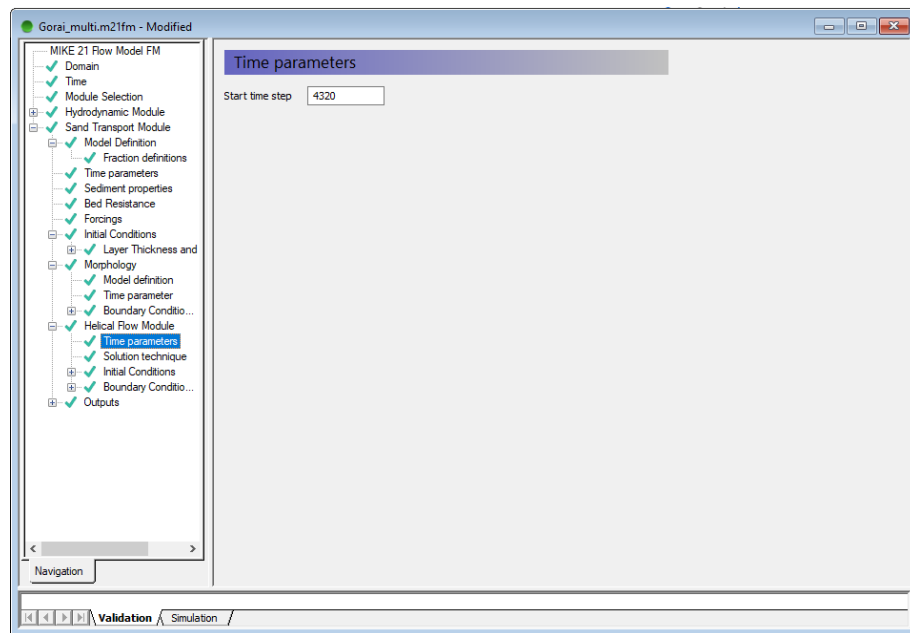 Gorai_multi.m21fm - Modified
MIKE 21 Flow Model FM
Domain
Time
Module Selection
Hydrodynamic Module
Sand Transport Module
Model Definition
Fraction definitions
Time parameters
Sediment properties
Bed Resistance
Forcings
Initial Conditions
Layer Thickness and
Morphology
Model definition
Time parameter
Boundary Conditio...
Helical Flow Module
Time parameters
Solution technique
Initial Conditions
Boundary Conditio...
Outputs
Navigation
Time parameters
Start time step 4320
Validation Simulation